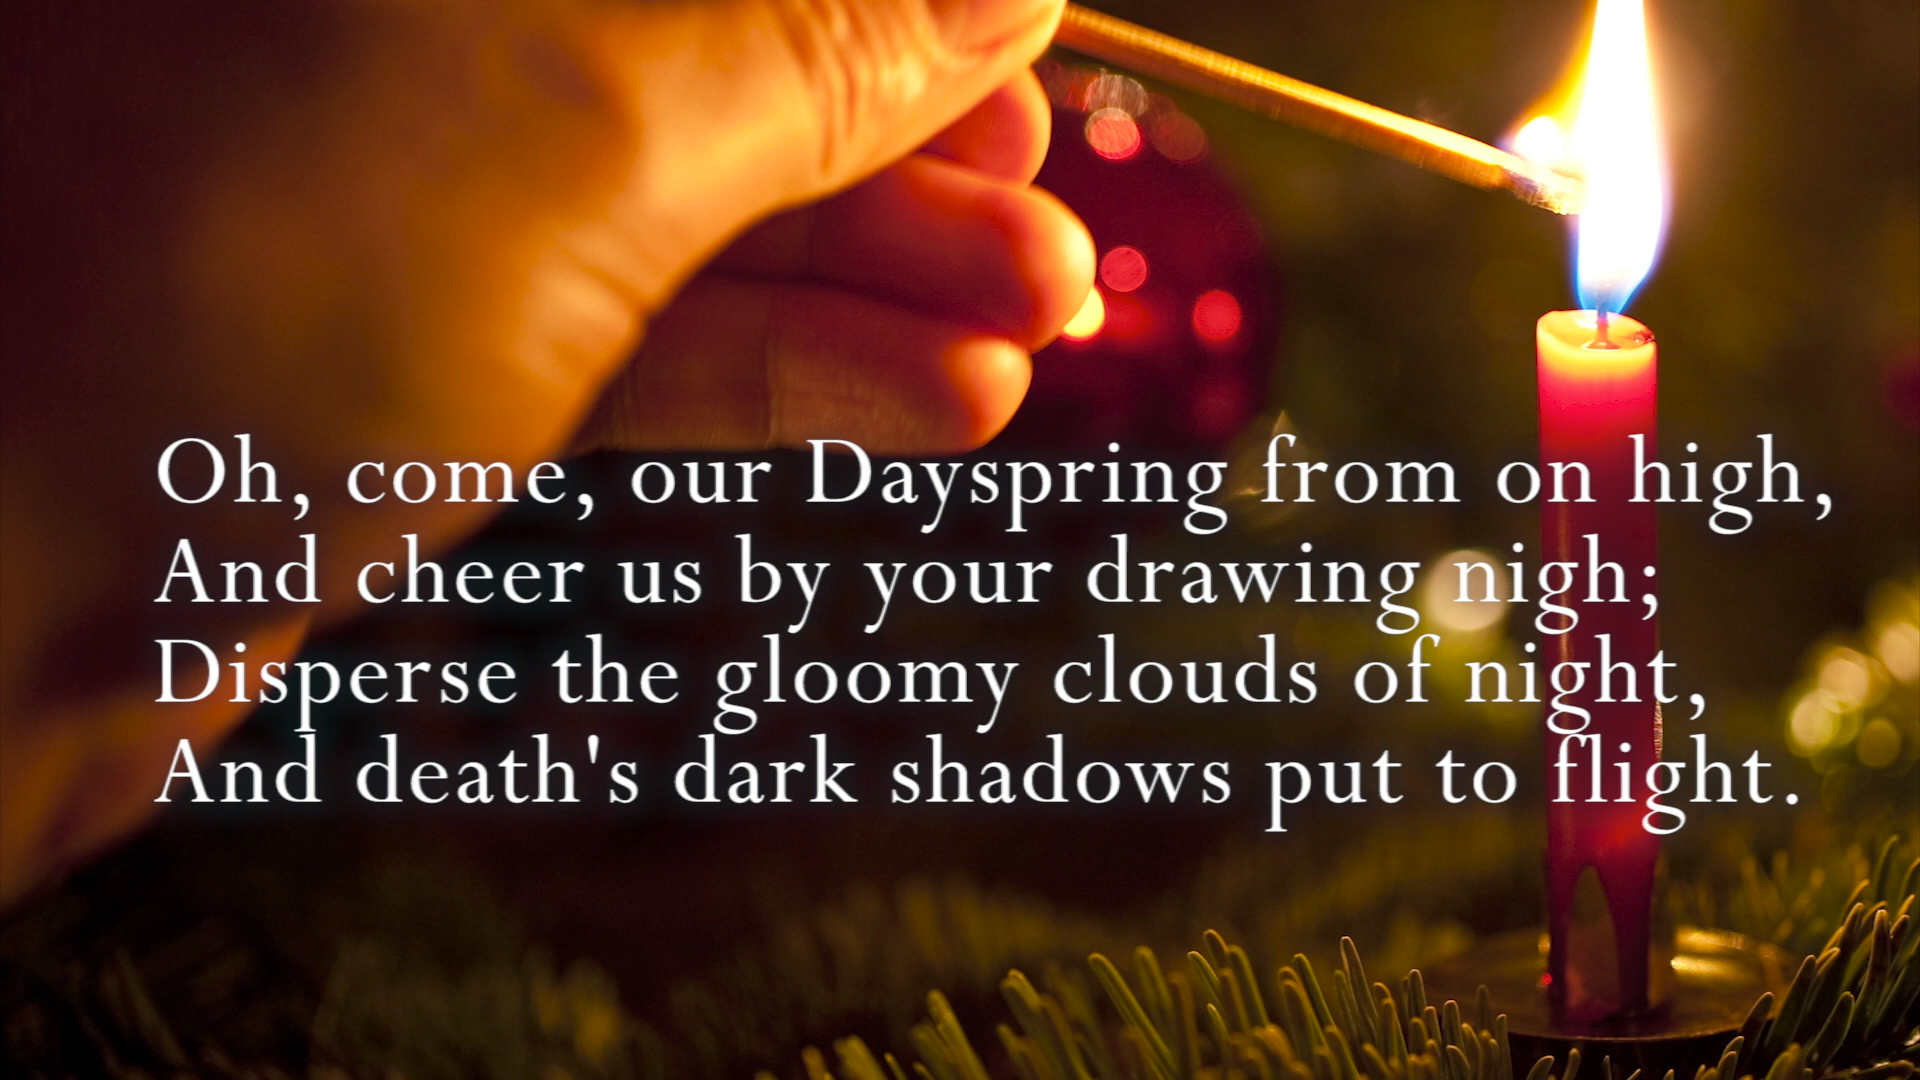 Oh, come, our Dayspring from on high,
And cheer us by your drawing nigh;
Disperse the gloomy clouds of night,
And death's dark shadows put to flight.